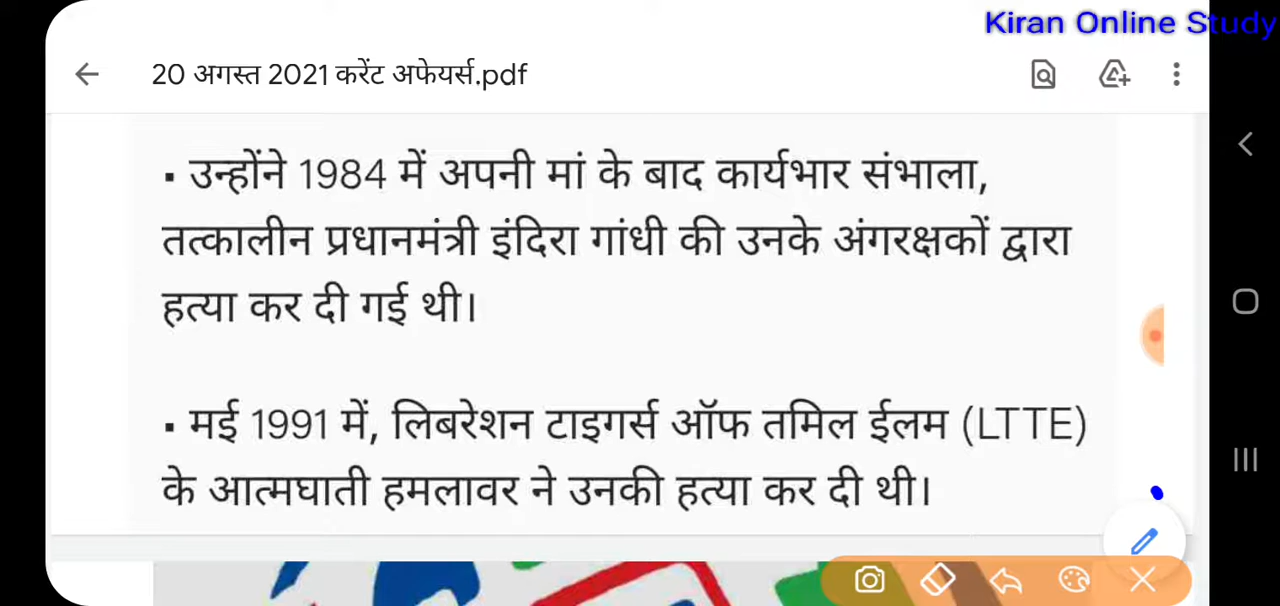 Kiran Online Study
20 अगस्त 2021 करेंट अफेयर्स.pdf
▪ उन्होंने 1984 में अपनी मां के बाद कार्यभार संभाला,
तत्कालीन प्रधानमंत्री इंदिरा गांधी की उनके अंगरक्षकों द्वारा
हत्या कर दी गई थी।
▪ मई 1991 में, लिबरेशन टाइगर्स ऑफ तमिल ईलम (LTTE)
के आत्मघाती हमलावर ने उनकी हत्या कर दी थी।